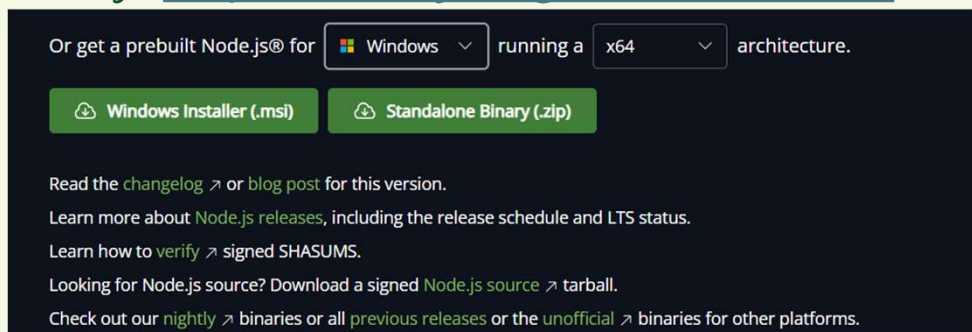 Or get a prebuilt Node.js® for Windows running a x64 architecture.
Windows Installer (.msi) Standalone Binary (.zip)
Read the changelog ↗ or blog post for this version.
Learn more about Node.js releases, including the release schedule and LTS status.
Learn how to verify ↗ signed SHASUMS.
Looking for Node.js source? Download a signed Node.js source ↗ tarball.
Check out our nightly ↗ binaries or all previous releases or the unofficial ↗ binaries for other platforms.